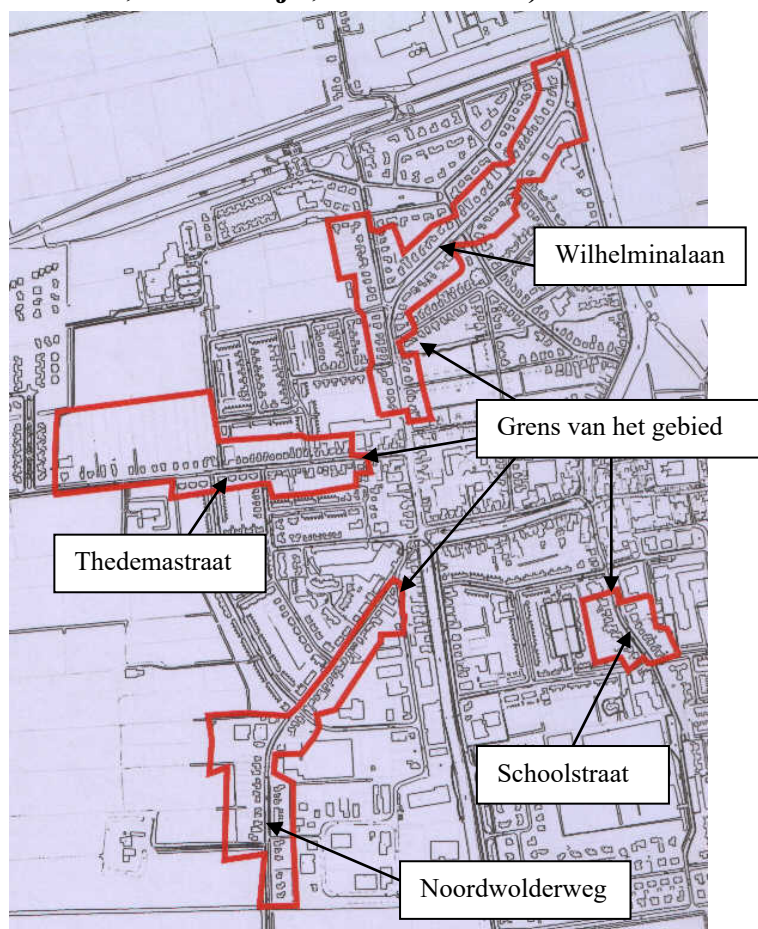 Wilhelminalaan
Grens van het gebied
Thedemastraat
Schoolstraat
Noordwolderweg